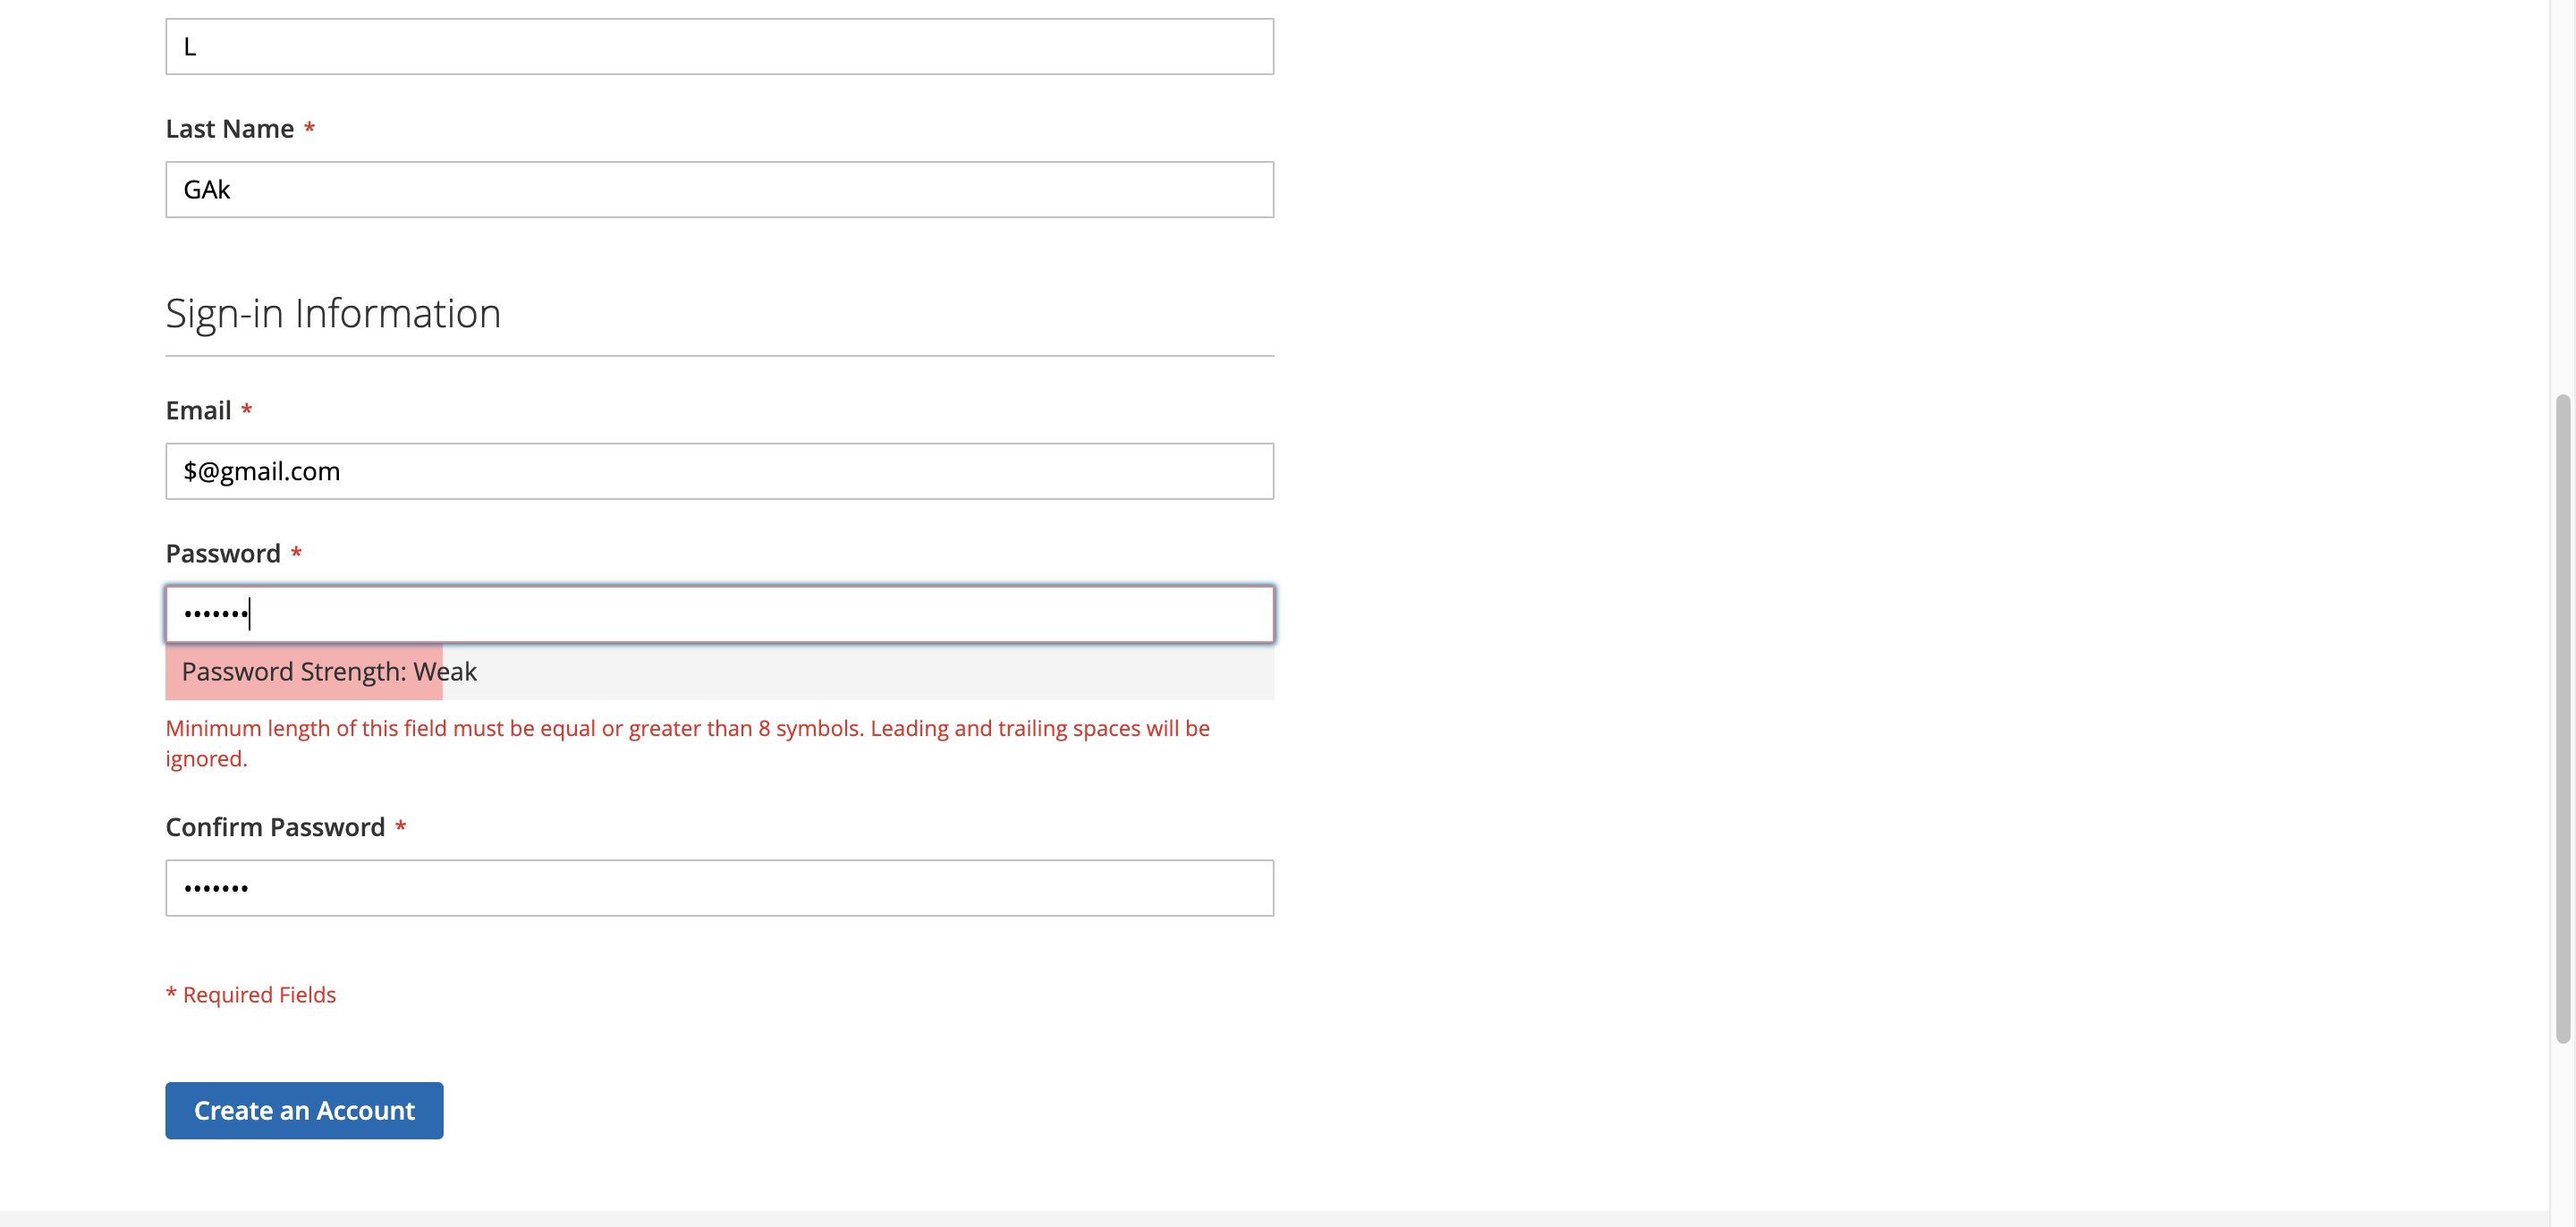 L
Last Name *
GAk
Sign-in Information
Email *
$@gmail.com
Password *
•••••••
Password Strength: Weak
Minimum length of this field must be equal or greater than 8 symbols. Leading and trailing spaces will be
ignored.
Confirm Password *
•••••••
* Required Fields
Create an Account